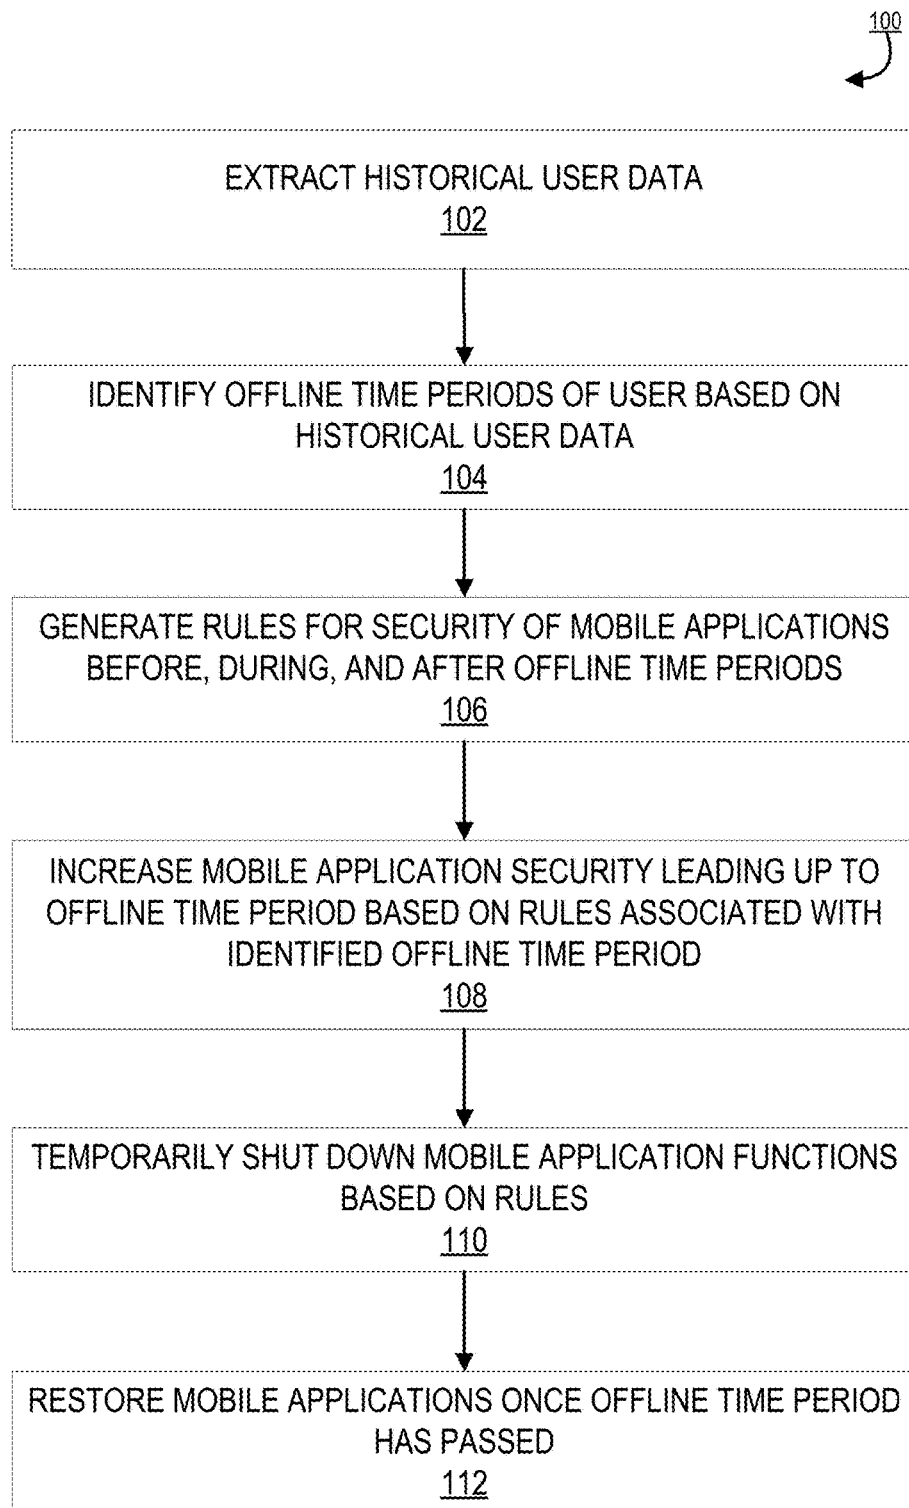 100
EXTRACT HISTORICAL USER DATA
102
IDENTIFY OFFLINE TIME PERIODS OF USER BASED ON
HISTORICAL USER DATA
104
GENERATE RULES FOR SECURITY OF MOBILE APPLICATIONS
BEFORE, DURING, AND AFTER OFFLINE TIME PERIODS
106
INCREASE MOBILE APPLICATION SECURITY LEADING UP TO
OFFLINE TIME PERIOD BASED ON RULES ASSOCIATED WITH
IDENTIFIED OFFLINE TIME PERIOD
108
TEMPORARILY SHUT DOWN MOBILE APPLICATION FUNCTIONS
BASED ON RULES
110
RESTORE MOBILE APPLICATIONS ONCE OFFLINE TIME PERIOD
HAS PASSED
112